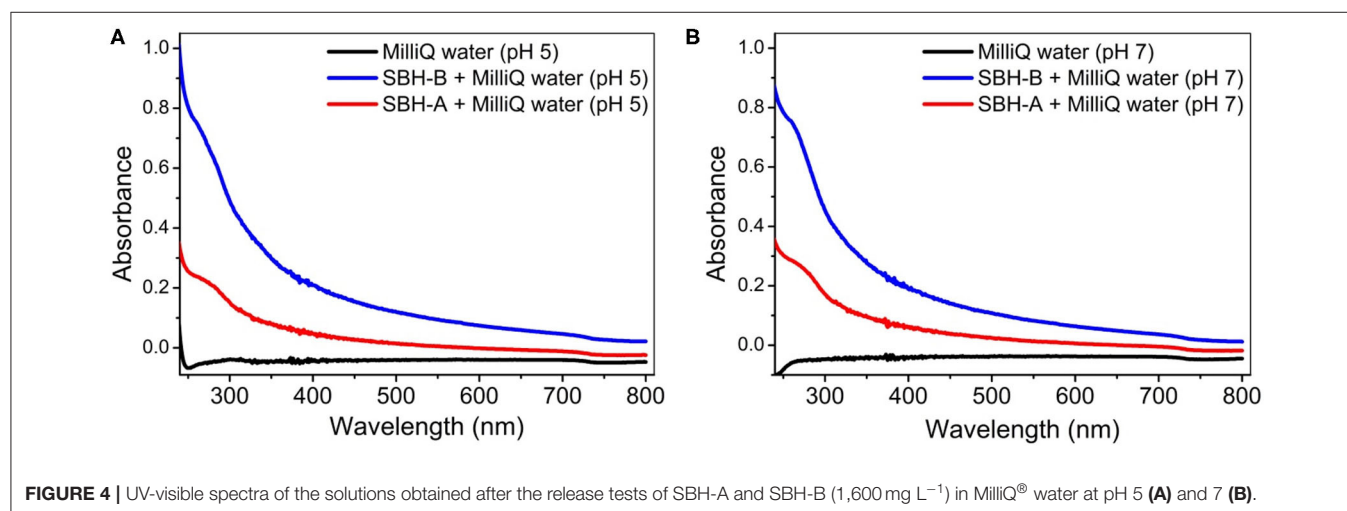 A
MilliQ water (pH 5)
SBH-B + MilliQ water (pH 5)
SBH-A + MilliQ water (pH 5)
1.0
0.8
0.6
0.4
0.2
0.0
Absorbance
300 400 500 600 700 800
Wavelength (nm)
B
MilliQ water (pH 7)
SBH-B + MilliQ water (pH 7)
SBH-A + MilliQ water (pH 7)
1.0
0.8
0.6
0.4
0.2
0.0
Absorbance
300 400 500 600 700 800
Wavelength (nm)
FIGURE 4 | UV-visible spectra of the solutions obtained after the release tests of SBH-A and SBH-B (1,600 mg L⁻¹) in MilliQ® water at pH 5 (A) and 7 (B).